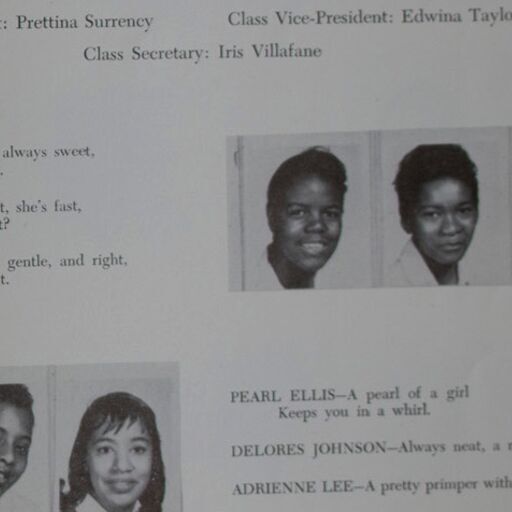 : Prettina Surrency
Class Vice-President: Edwina Taylo
Class Secretary: Iris Villafane
always sweet,
.
t, she's fast,
t?
gentle, and right,
t.
PEARL ELLIS—A pearl of a girl
Keeps you in a whirl.
DELORES JOHNSON—Always neat, a
ADRIENNE LEE—A pretty primper with